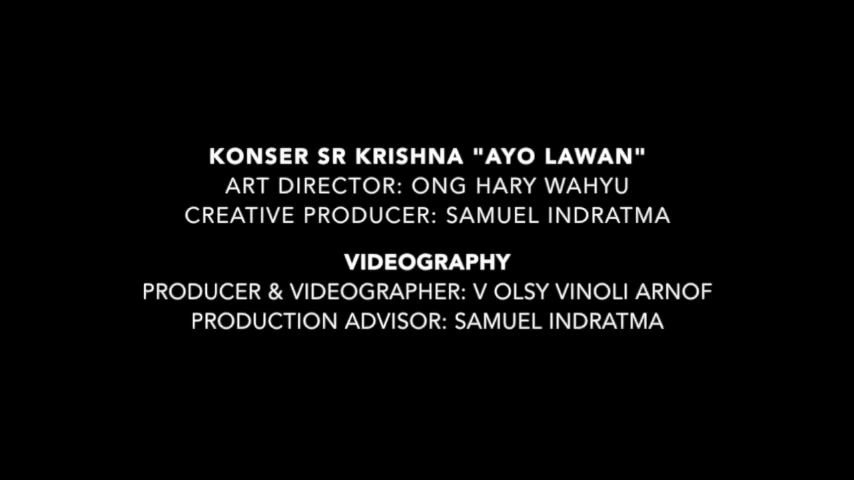 KONSER SR KRISHNA "AYO LAWAN"
ART DIRECTOR: ONG HARY WAHYU
CREATIVE PRODUCER: SAMUEL INDRATMA
VIDEOGRAPHY
PRODUCER & VIDEOGRAPHER: V OLSY VINOLI ARNOF
PRODUCTION ADVISOR: SAMUEL INDRATMA